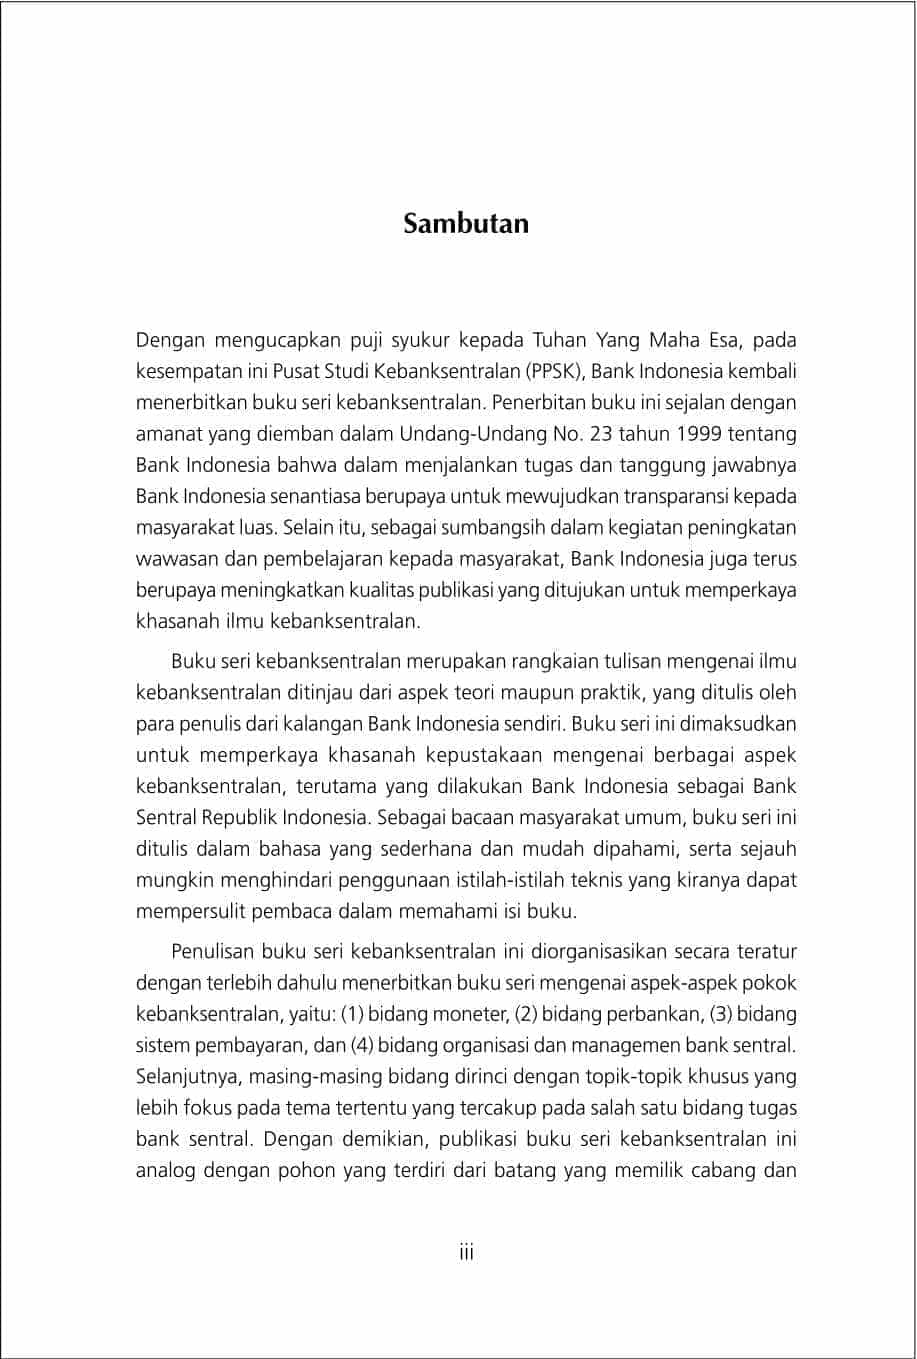 Sambutan
Dengan mengucapkan puji syukur kepada Tuhan Yang Maha Esa, pada
kesempatan ini Pusat Studi Kebanksentralan (PPSK), Bank Indonesia kembali
menerbitkan buku seri kebanksentralan. Penerbitan buku ini sejalan dengan
amanat yang diemban dalam Undang-Undang No. 23 tahun 1999 tentang
Bank Indonesia bahwa dalam menjalankan tugas dan tanggung jawabnya
Bank Indonesia senantiasa berupaya untuk mewujudkan transparansi kepada
masyarakat luas. Selain itu, sebagai sumbangsih dalam kegiatan peningkatan
wawasan dan pembelajaran kepada masyarakat, Bank Indonesia juga terus
berupaya meningkatkan kualitas publikasi yang ditujukan untuk memperkaya
khasanah ilmu kebanksentralan.
Buku seri kebanksentralan merupakan rangkaian tulisan mengenai ilmu
kebanksentralan ditinjau dari aspek teori maupun praktik, yang ditulis oleh
para penulis dari kalangan Bank Indonesia sendiri. Buku seri ini dimaksudkan
untuk memperkaya khasanah kepustakaan mengenai berbagai aspek
kebanksentralan, terutama yang dilakukan Bank Indonesia sebagai Bank
Sentral Republik Indonesia. Sebagai bacaan masyarakat umum, buku seri ini
ditulis dalam bahasa yang sederhana dan mudah dipahami, serta sejauh
mungkin menghindari penggunaan istilah-istilah teknis yang kiranya dapat
mempersulit pembaca dalam memahami isi buku.
Penulisan buku seri kebanksentralan ini diorganisasikan secara teratur
dengan terlebih dahulu menerbitkan buku seri mengenai aspek-aspek pokok
kebanksentralan, yaitu: (1) bidang moneter, (2) bidang perbankan, (3) bidang
sistem pembayaran, dan (4) bidang organisasi dan managemen bank sentral.
Selanjutnya, masing-masing bidang dirinci dengan topik-topik khusus yang
lebih fokus pada tema tertentu yang tercakup pada salah satu bidang tugas
bank sentral. Dengan demikian, publikasi buku seri kebanksentralan ini
analog dengan pohon yang terdiri dari batang yang memilik cabang dan
iii